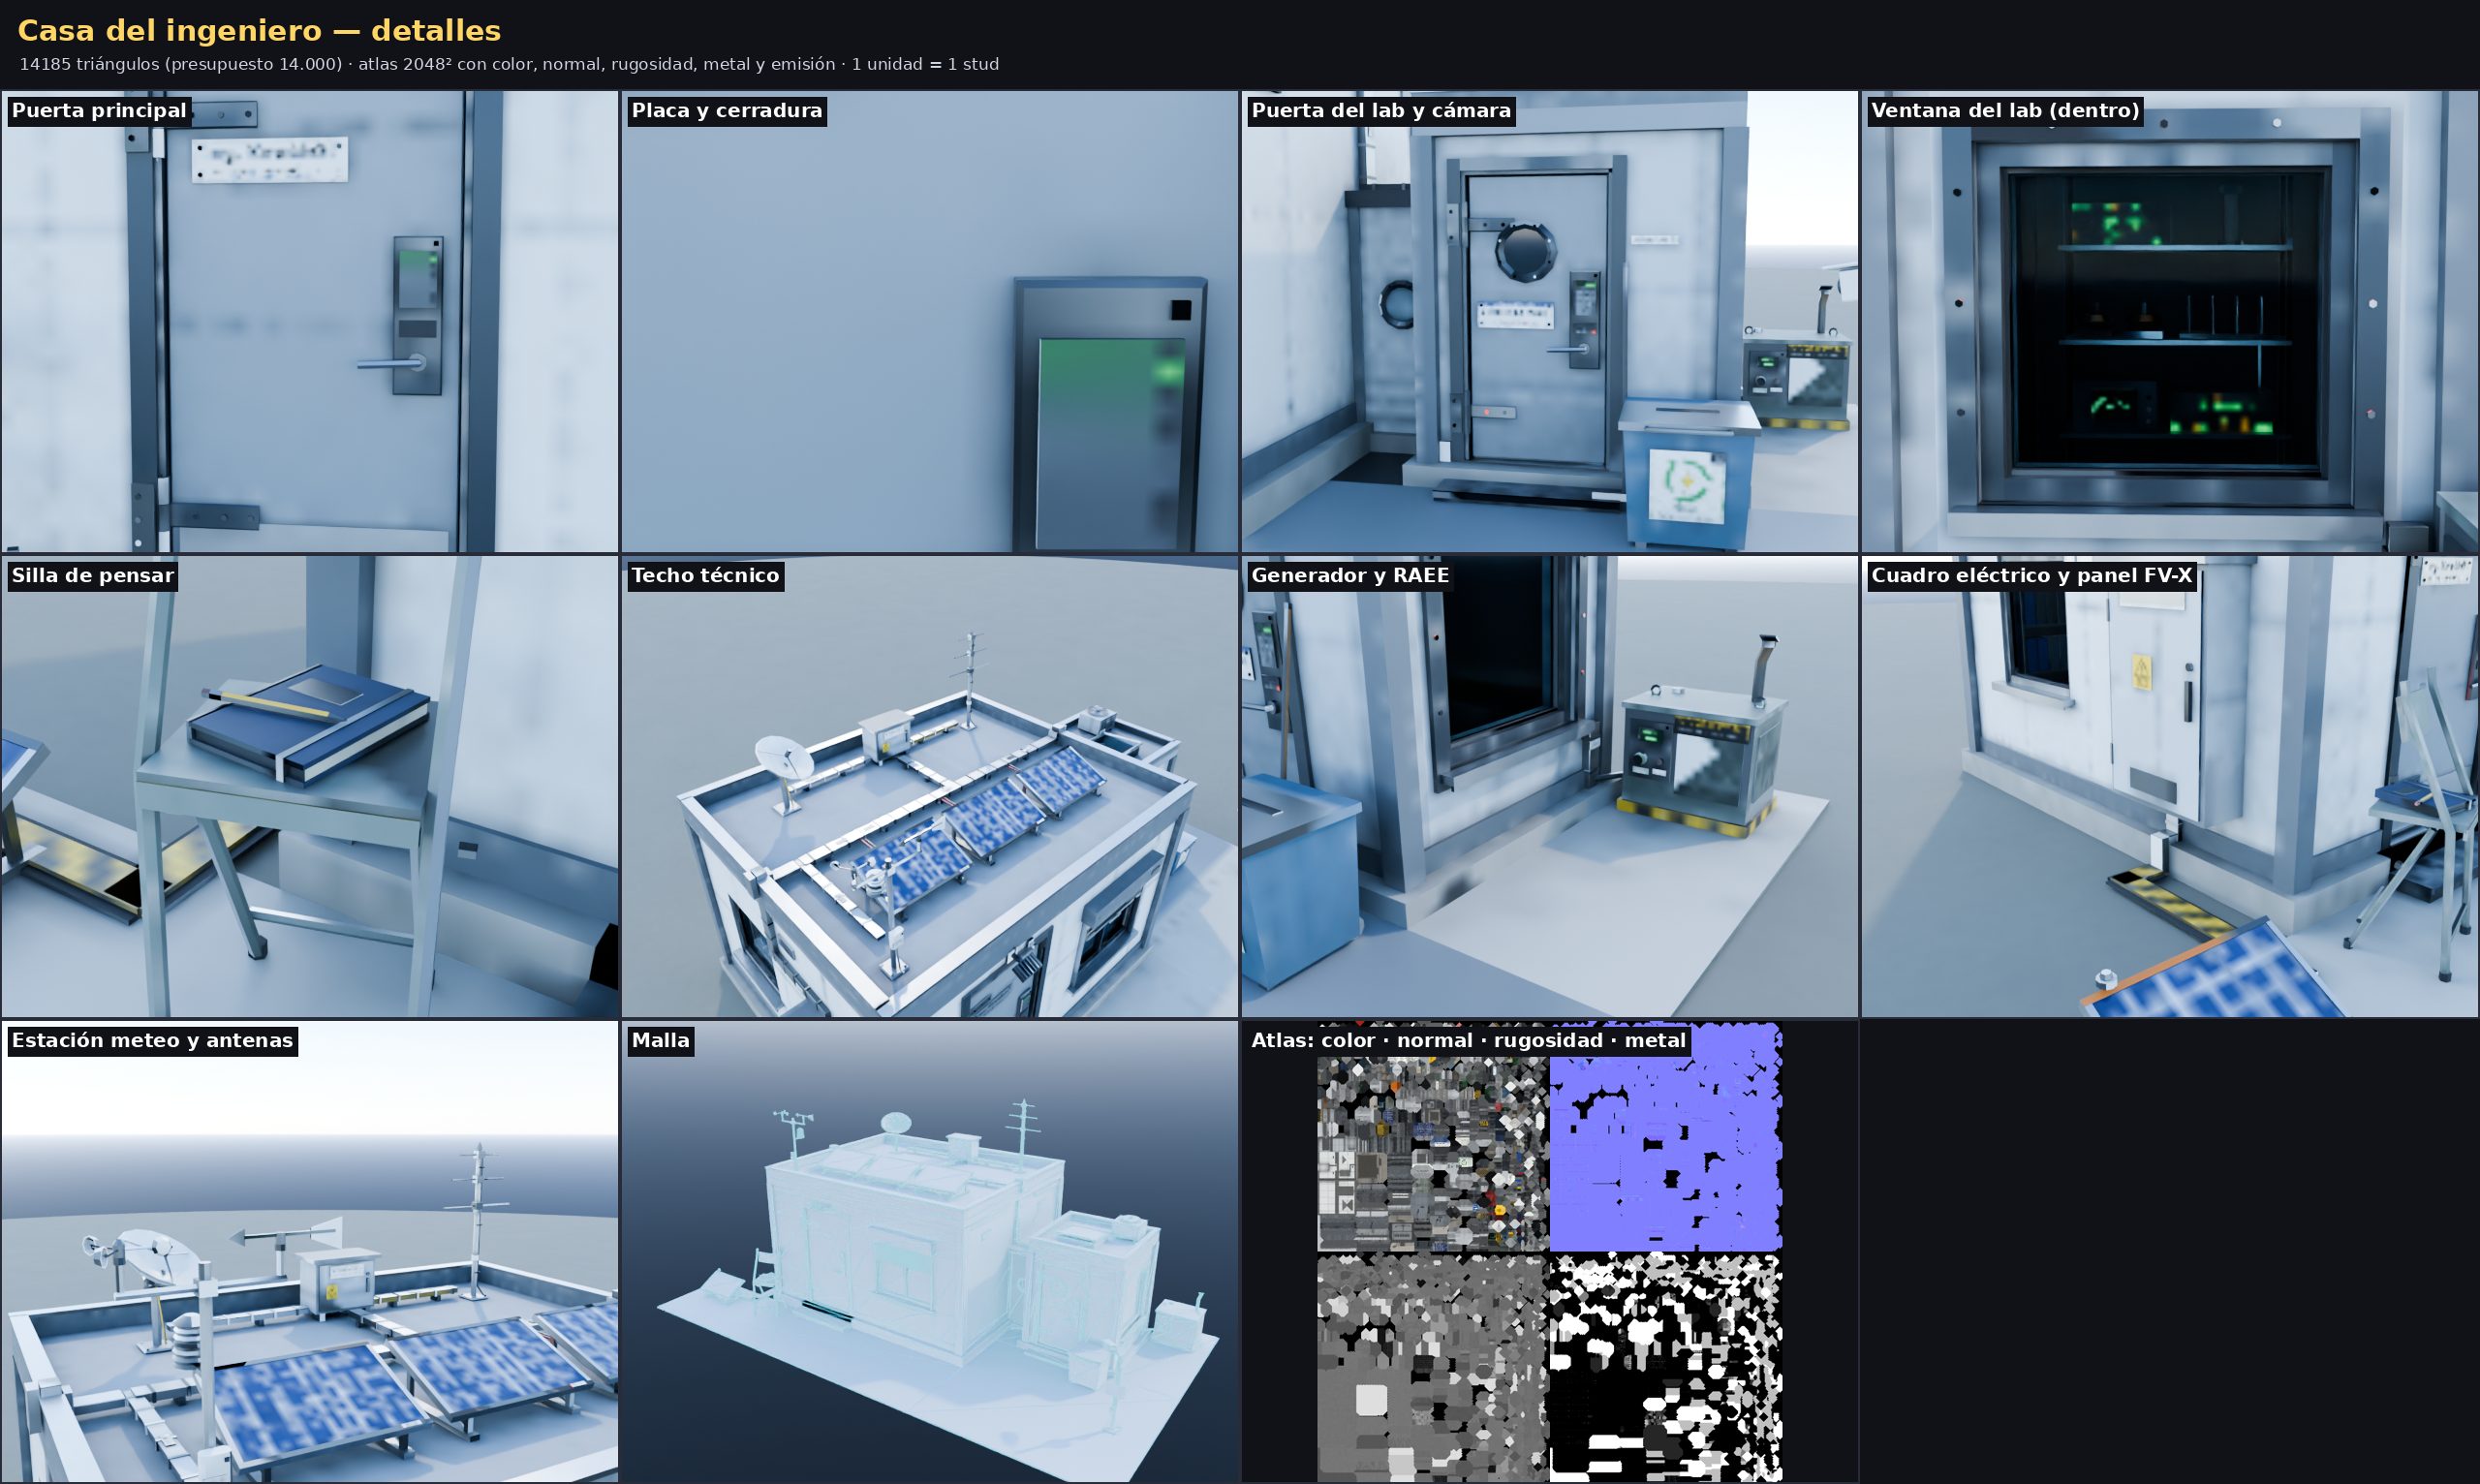 Casa del ingeniero — detalles
14185 triángulos (presupuesto 14.000) · atlas 2048² con color, normal, rugosidad, metal y emisión · 1 unidad = 1 stud
Puerta principal
Placa y cerradura
Puerta del lab y cámara
Ventana del lab (dentro)
Silla de pensar
Techo técnico
Generador y RAEE
Cuadro eléctrico y panel FV-X
Estación meteo y antenas
Malla
Atlas: color · normal · rugosidad · metal